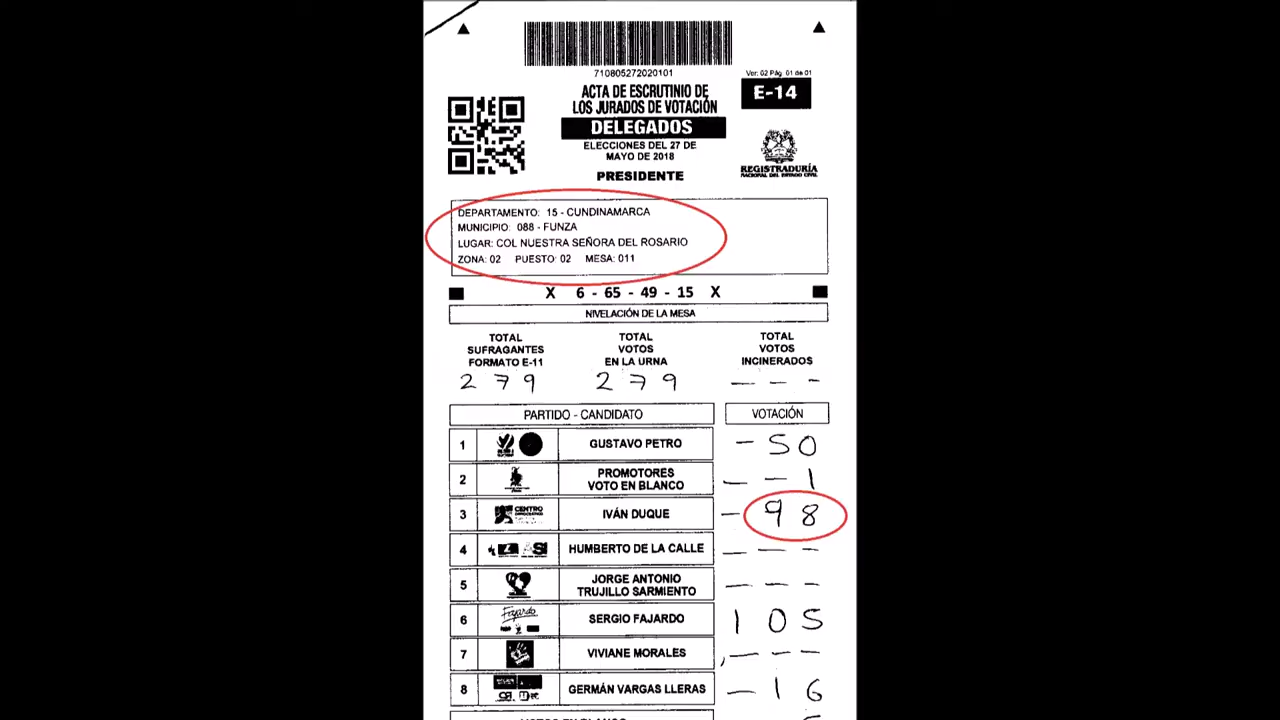 710805272020101
Ver: 02 Pág. 01 de 01
ACTA DE ESCRUTINIO DE
LOS JURADOS DE VOTACIÓN
E-14
DELEGADOS
ELECCIONES DEL 27 DE
MAYO DE 2018
PRESIDENTE
REGISTRADURÍA
NACIONAL DEL ESTADO CIVIL
DEPARTAMENTO: 15 - CUNDINAMARCA
MUNICIPIO: 088 - FUNZA
LUGAR: COL NUESTRA SEÑORA DEL ROSARIO
ZONA: 02 PUESTO: 02 MESA: 011
X 6 - 65 - 49 - 15 X
NIVELACIÓN DE LA MESA
TOTAL
SUFRAGANTES
FORMATO E-11
TOTAL
VOTOS
EN LA URNA
TOTAL
VOTOS
INCINERADOS
279 279 - - -
PARTIDO - CANDIDATO VOTACIÓN
1 GUSTAVO PETRO - 50
2 PROMOTORES
VOTO EN BLANCO - - 1
3 CENTRO IVÁN DUQUE - 98
4 ASI HUMBERTO DE LA CALLE - - -
5 JORGE ANTONIO
TRUJILLO SARMIENTO - - -
6 Fajardo SERGIO FAJARDO 105
7 VIVIANE MORALES - - -
8 GERMÁN VARGAS LLERAS - 16